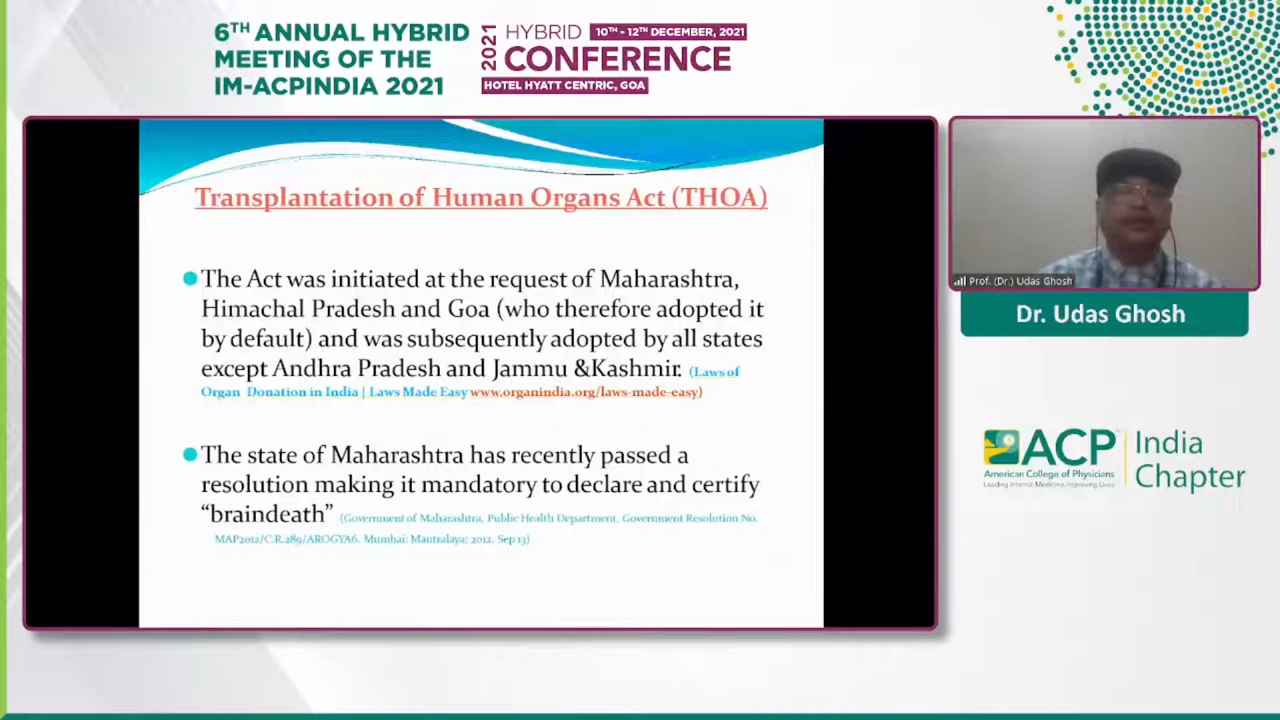 6TH ANNUAL HYBRID
MEETING OF THE
IM-ACPINDIA 2021
2021
HYBRID 10TH - 12TH DECEMBER, 2021
CONFERENCE
HOTEL HYATT CENTRIC, GOA
Transplantation of Human Organs Act (THOA)
The Act was initiated at the request of Maharashtra,
Himachal Pradesh and Goa (who therefore adopted it
by default) and was subsequently adopted by all states
except Andhra Pradesh and Jammu &Kashmir. (Laws of
Organ Donation in India | Laws Made Easy www.organindia.org/laws-made-easy)
The state of Maharashtra has recently passed a
resolution making it mandatory to declare and certify
“braindeath” (Government of Maharashtra, Public Health Department, Government Resolution No.
MAP2012/C.R.289/AROGYA6. Mumbai: Mantralaya; 2012, Sep 13)
Prof. (Dr.) Udas Ghosh
Dr. Udas Ghosh
ACP India
American College of Physicians Chapter
Leading Internal Medicine, Improving Lives